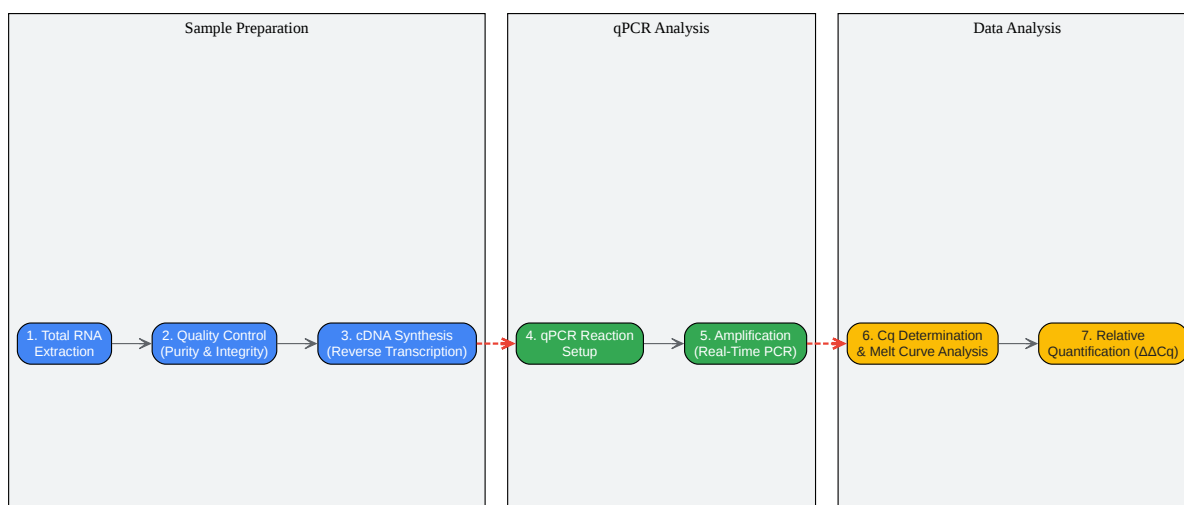 Sample Preparation
qPCR Analysis
Data Analysis
1. Total RNA
Extraction
2. Quality Control
(Purity & Integrity)
3. cDNA Synthesis
(Reverse Transcription)
4. qPCR Reaction
Setup
5. Amplification
(Real-Time PCR)
6. Cq Determination
& Melt Curve Analysis
7. Relative
Quantification (ΔΔCq)